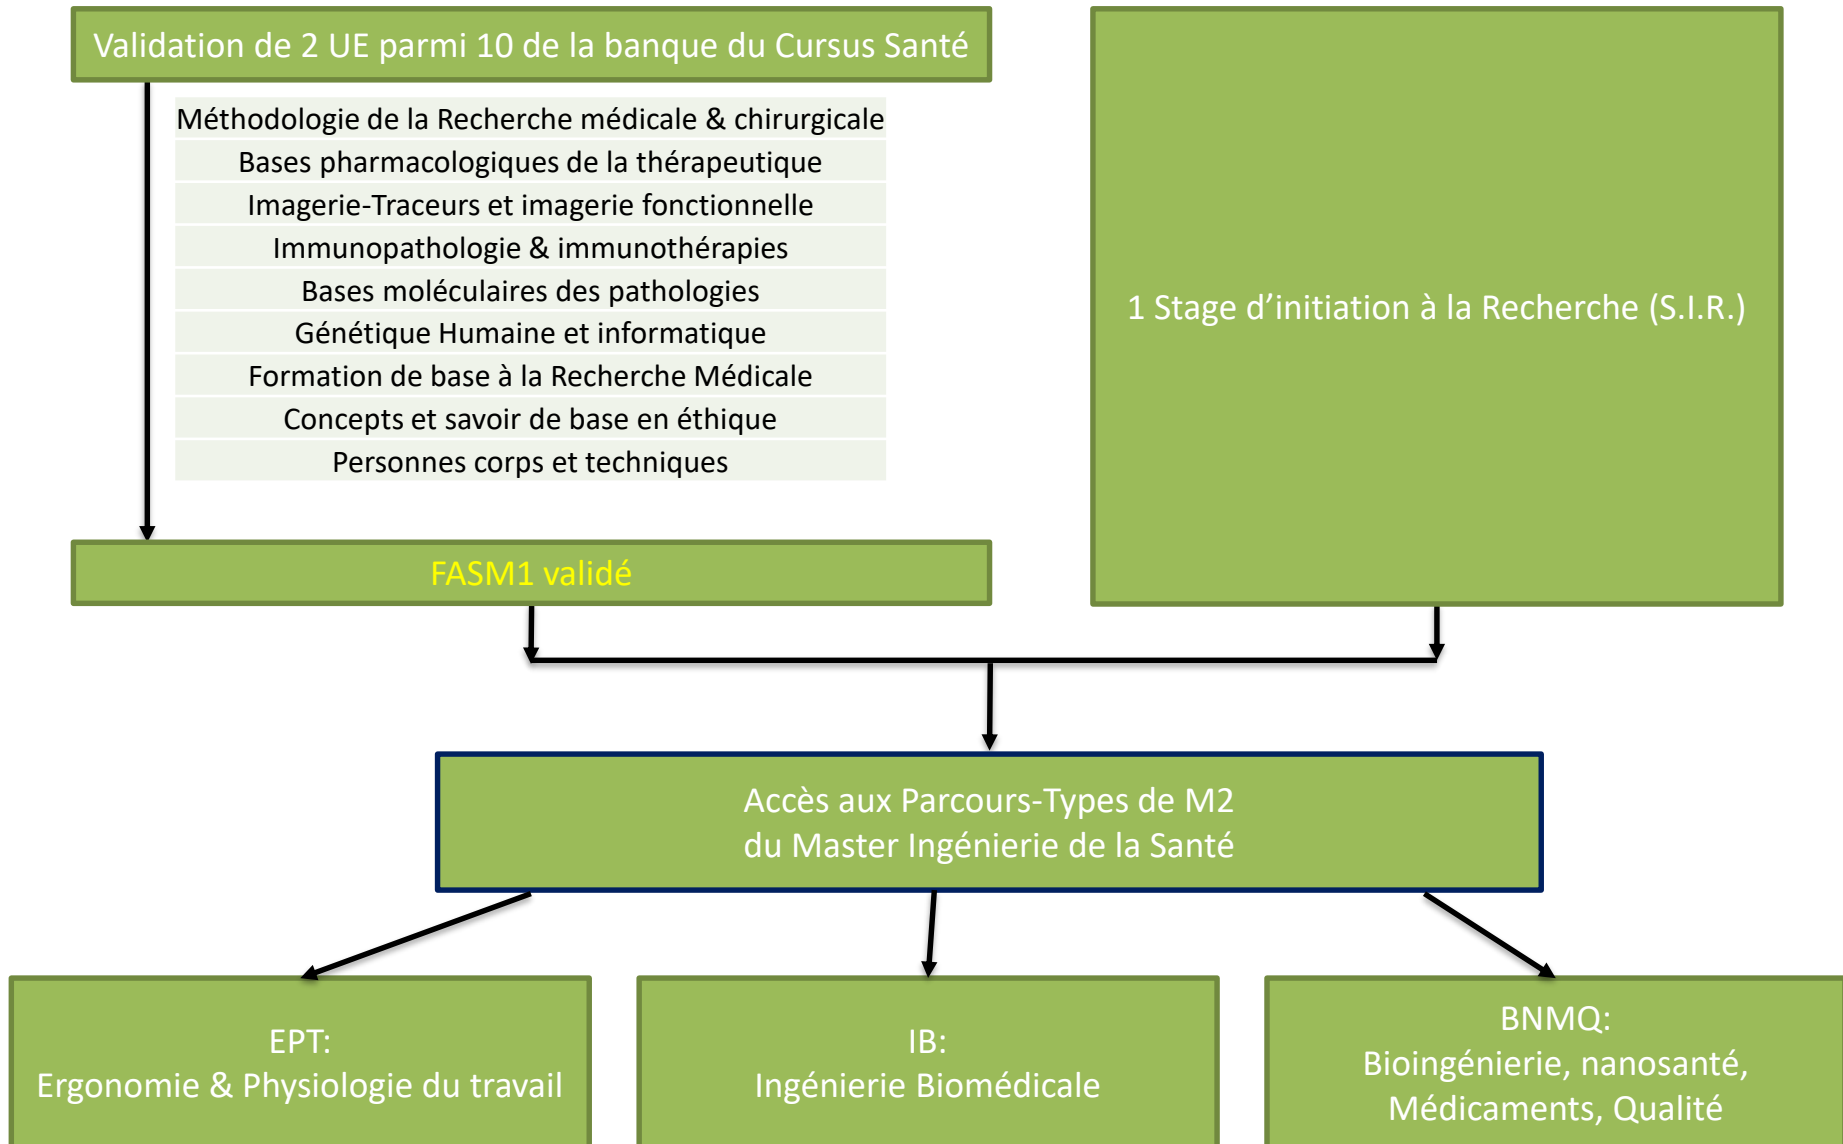 Validation de 2 UE parmi 10 de la banque du Cursus Santé
Méthodologie de la Recherche médicale & chirurgicale
Bases pharmacologiques de la thérapeutique
Imagerie-Traceurs et imagerie fonctionnelle
Immunopathologie & immunothérapies
Bases moléculaires des pathologies
Génétique Humaine et informatique
Formation de base à la Recherche Médicale
Concepts et savoir de base en éthique
Personnes corps et techniques
FASM1 validé
1 Stage d’initiation à la Recherche (S.I.R.)
Accès aux Parcours-Types de M2
du Master Ingénierie de la Santé
EPT:
Ergonomie & Physiologie du travail
IB:
Ingénierie Biomédicale
BNMQ:
Bioingénierie, nanosanté,
Médicaments, Qualité